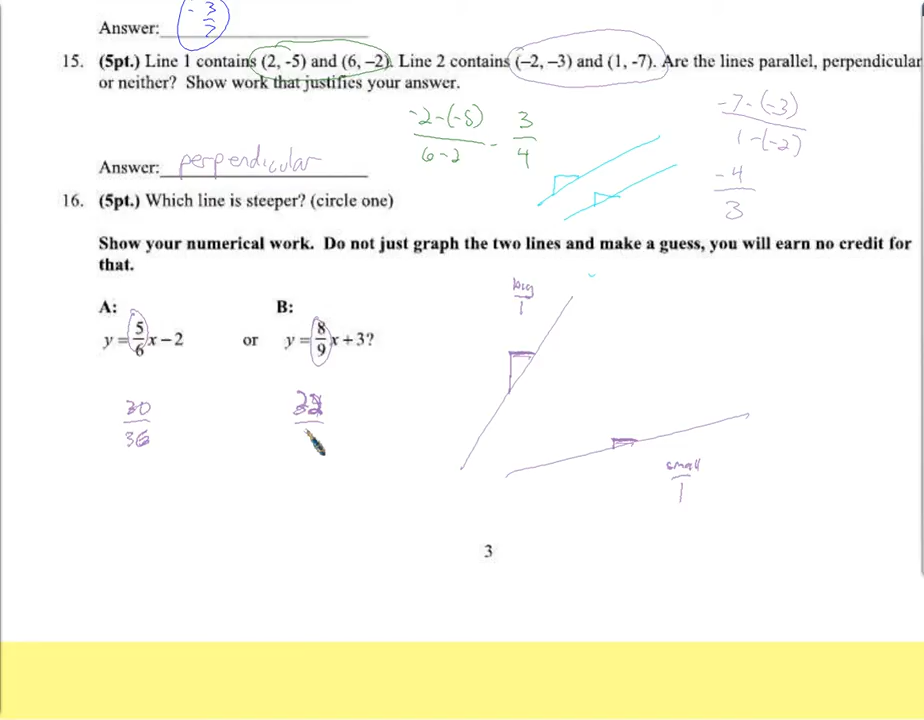 - 3/7
Answer:
15. (5pt.) Line 1 contains (2, -5) and (6, –2). Line 2 contains (–2, –3) and (1, -7). Are the lines parallel, perpendicular
or neither? Show work that justifies your answer.
-2-(-5)/6-2 - 3/4
-7-(-3)/1-(-2)
-4/3
Answer: perpendicular
16. (5pt.) Which line is steeper? (circle one)
Show your numerical work. Do not just graph the two lines and make a guess, you will earn no credit for
that.
big/1
A: B:
y = 5/6 x – 2 or y = 8/9 x + 3?
30/36
small/1
3